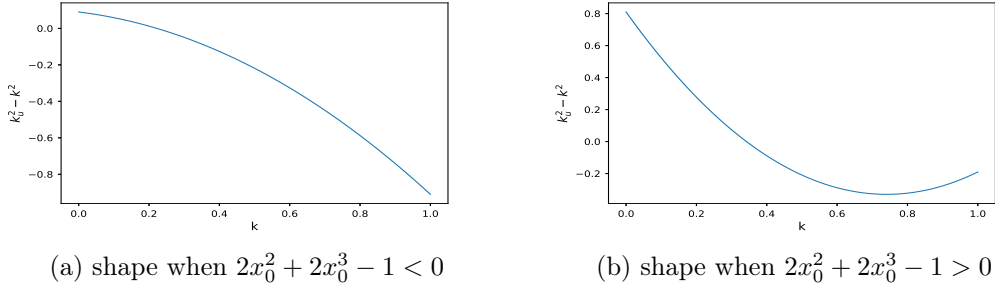 0.0
−0.2
−0.4
−0.6
−0.8
k_u^2 − k^2
0.0 0.2 0.4 0.6 0.8 1.0
k
(a) shape when 2x_0^2 + 2x_0^3 − 1 < 0
0.8
0.6
0.4
0.2
0.0
−0.2
k_u^2 − k^2
0.0 0.2 0.4 0.6 0.8 1.0
k
(b) shape when 2x_0^2 + 2x_0^3 − 1 > 0